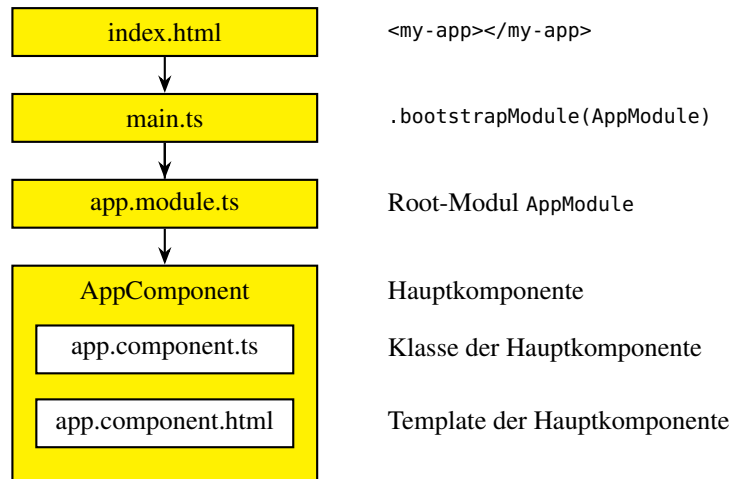 index.html <my-app></my-app>
main.ts .bootstrapModule(AppModule)
app.module.ts Root-Modul AppModule
AppComponent Hauptkomponente
app.component.ts Klasse der Hauptkomponente
app.component.html Template der Hauptkomponente